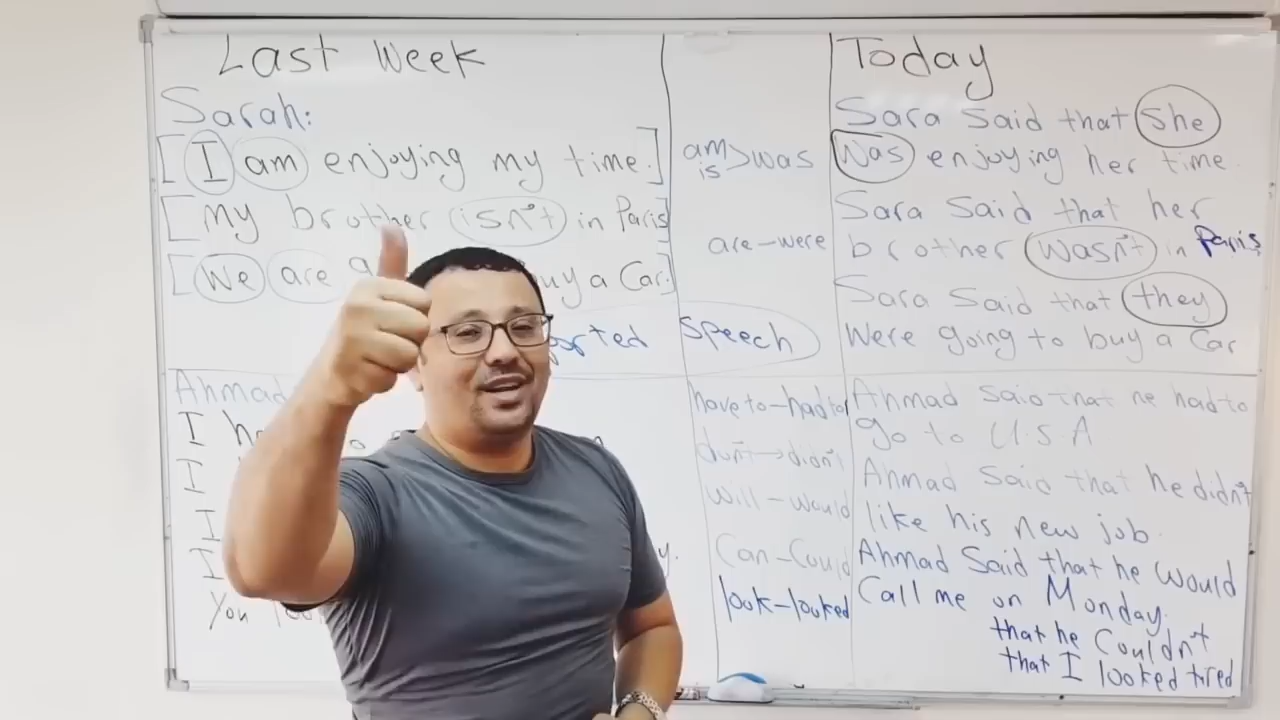 Last Week
Sarah:
[I am enjoying my time.]
[My brother isn't in Paris]
[We are buy a Car.]
speech
Ahmad
I
I
I
I
You
am
is > was
are - were
have to - had to
don't → didn't
Will - Would
Can - Could
look - looked
Today
Sara Said that she
was enjoying her time.
Sara Said that her
brother wasn't in Paris.
Sara Said that they
Were going to buy a Car
Ahmad said that he had to
go to U.S A
Ahmad Said that he didn't
like his new job.
Ahmad Said that he would
Call me on Monday.
that he Couldn't
that I looked tired